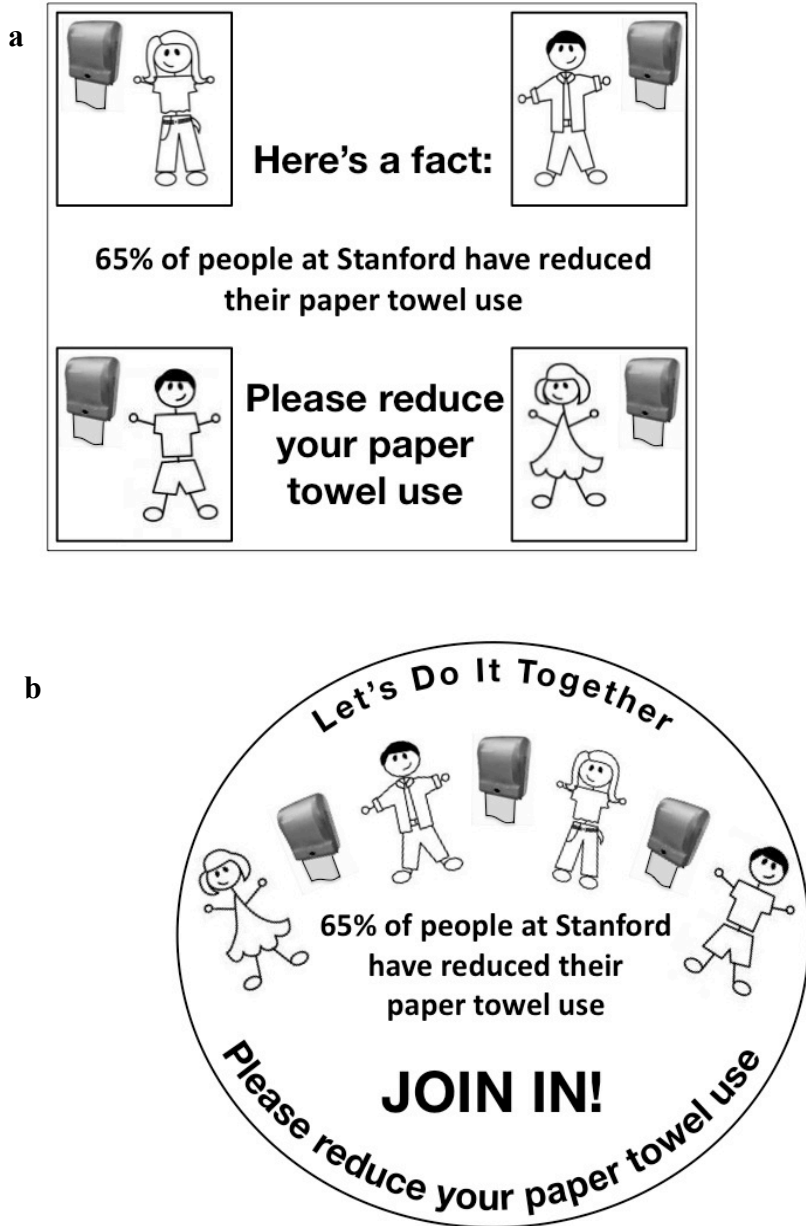 a
Here's a fact:
65% of people at Stanford have reduced
their paper towel use
Please reduce
your paper
towel use
b
Let's Do It Together
65% of people at Stanford
have reduced their
paper towel use
JOIN IN!
Please reduce your paper towel use